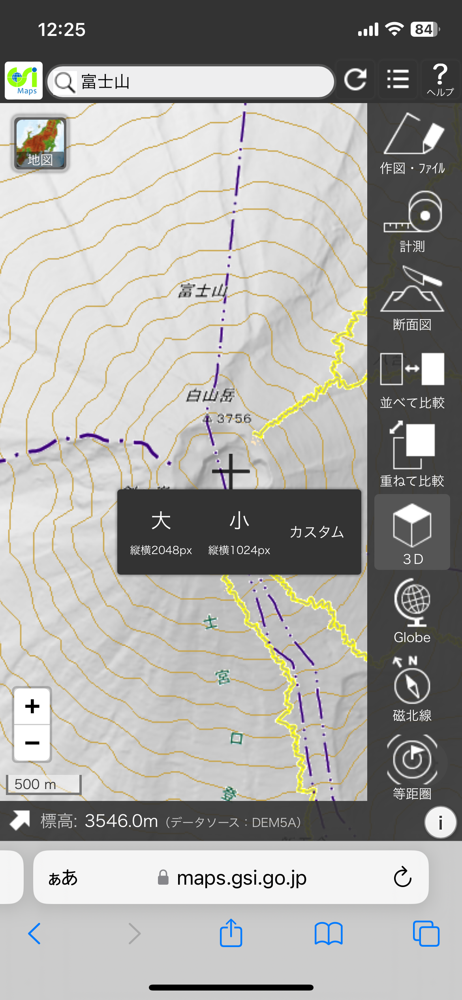 12:25
84
GSI
Maps
富士山
ヘルプ
地図
作図・ファイル
計測
断面図
並べて比較
重ねて比較
3D
Globe
N
磁北線
等距圏
富士山
白山岳
3756
大
小
カスタム
縦横2048px
縦横1024px
士
宮
口
登
+
−
500 m
標高: 3546.0m（データソース：DEM5A）
i
ぁあ
maps.gsi.go.jp